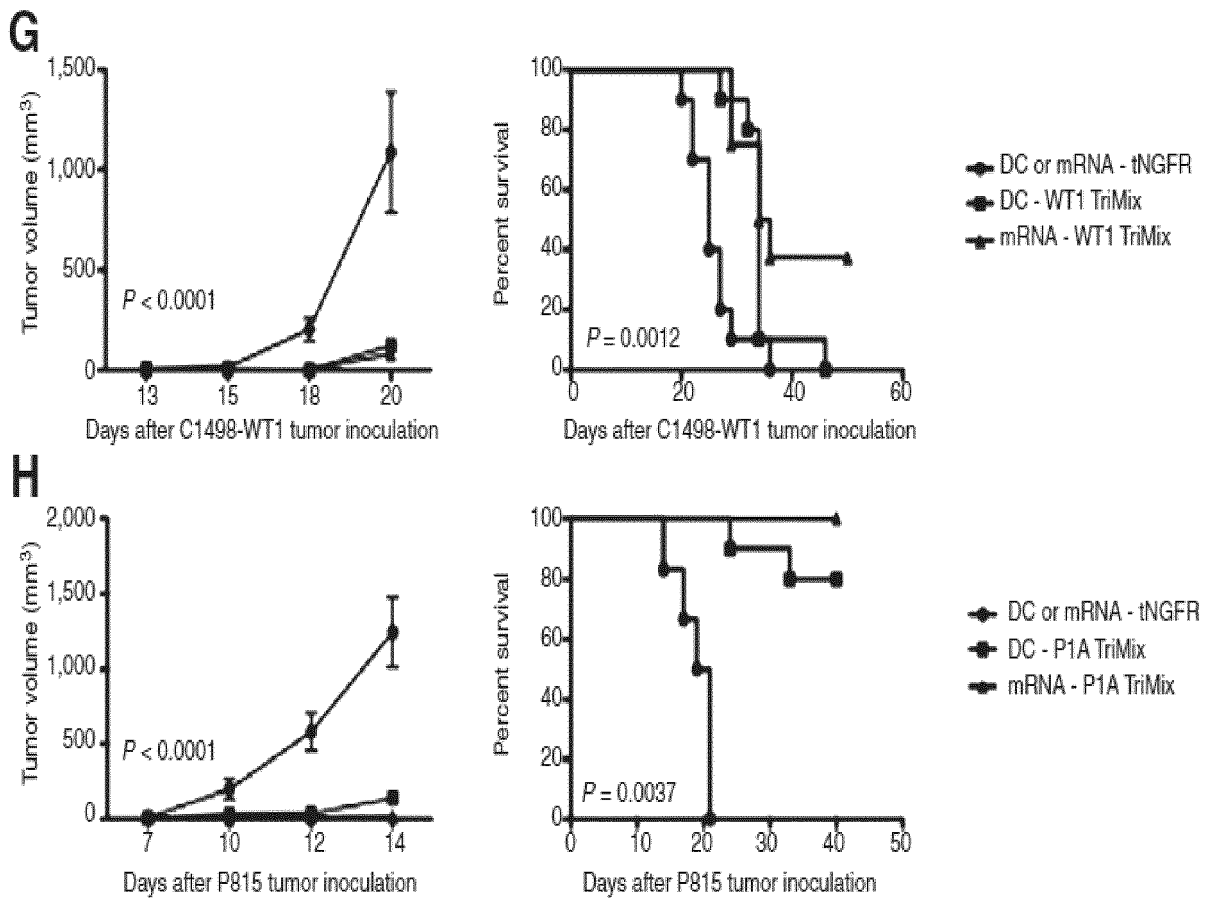 G
1,500
1,000
500
0
Tumor volume (mm³)
P < 0.0001
13 15 18 20
Days after C1498-WT1 tumor inoculation
100
80
60
40
20
0
Percent survival
P = 0.0012
0 20 40 60
Days after C1498-WT1 tumor inoculation
DC or mRNA - tNGFR
DC - WT1 TriMix
mRNA - WT1 TriMix
H
2,000
1,500
1,000
500
0
Tumor volume (mm³)
P < 0.0001
7 10 12 14
Days after P815 tumor inoculation
100
80
60
40
20
0
Percent survival
P = 0.0037
0 10 20 30 40 50
Days after P815 tumor inoculation
DC or mRNA - tNGFR
DC - P1A TriMix
mRNA - P1A TriMix